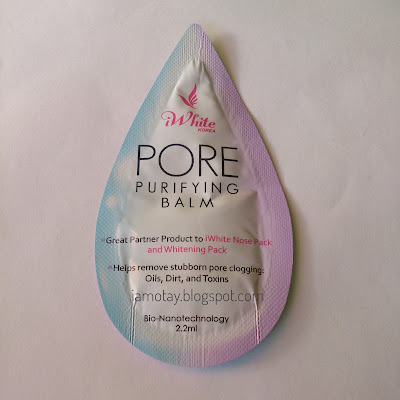 iWhite
KOREA
PORE
PURIFYING
BALM
Great Partner Product to iWhite Nose Pack
and Whitening Pack
Helps remove stubborn pore clogging:
Oils, Dirt, and Toxins
iamotay.blogspot.com
Bio-Nanotechnology
2.2ml